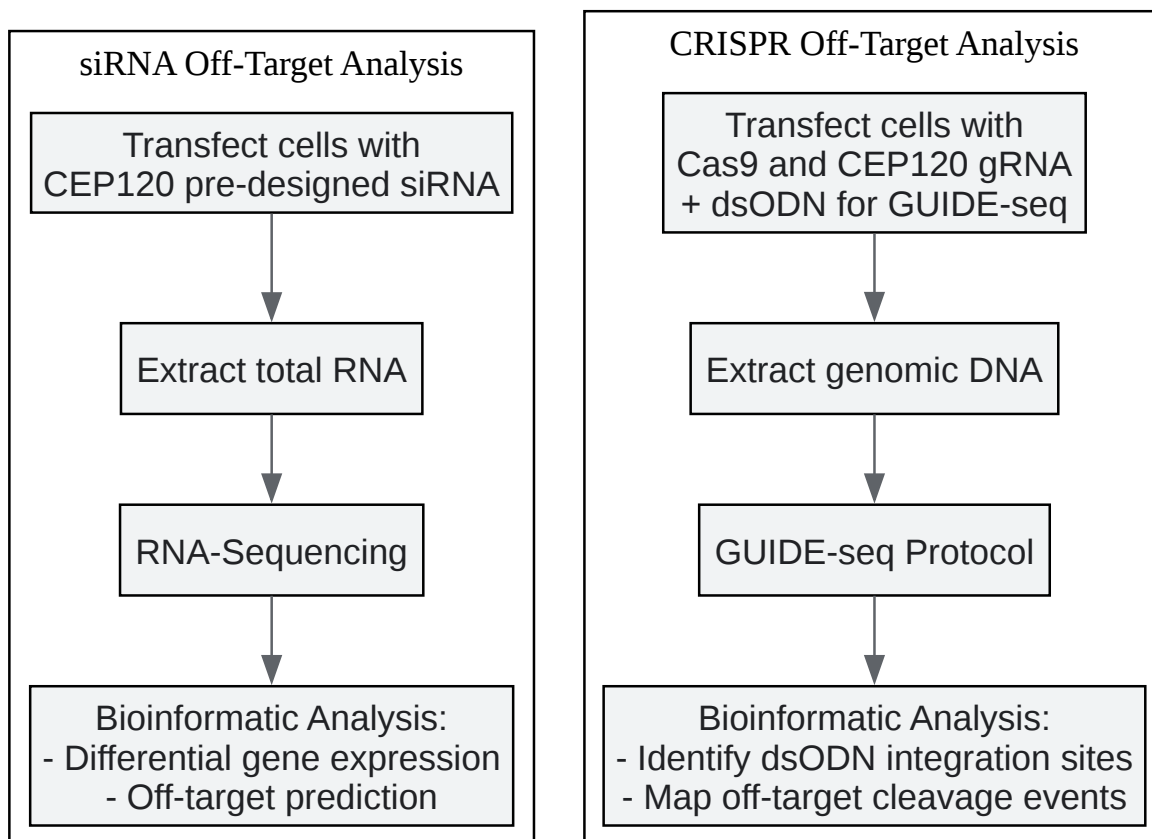 siRNA Off-Target Analysis
Transfect cells with
CEP120 pre-designed siRNA
Extract total RNA
RNA-Sequencing
Bioinformatic Analysis:
- Differential gene expression
- Off-target prediction
CRISPR Off-Target Analysis
Transfect cells with
Cas9 and CEP120 gRNA
+ dsODN for GUIDE-seq
Extract genomic DNA
GUIDE-seq Protocol
Bioinformatic Analysis:
- Identify dsODN integration sites
- Map off-target cleavage events